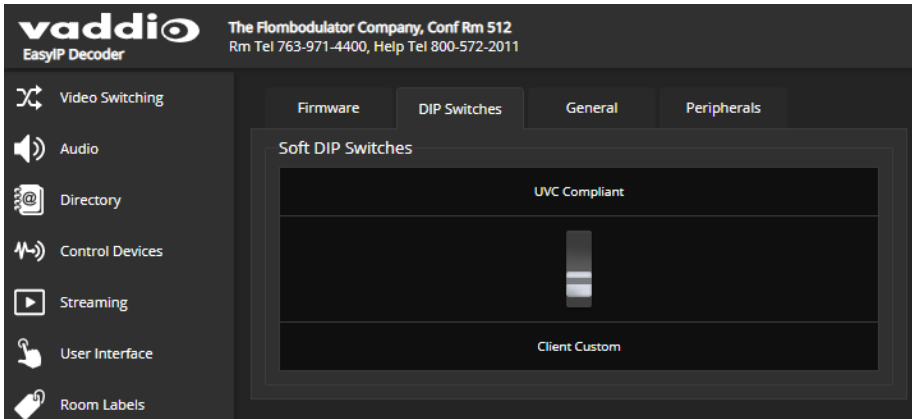 vaddio
EasyIP Decoder
The Flombodulator Company, Conf Rm 512
Rm Tel 763-971-4400, Help Tel 800-572-2011
Video Switching
Audio
Directory
Control Devices
Streaming
User Interface
Room Labels
Firmware
DIP Switches
General
Peripherals
Soft DIP Switches
UVC Compliant
Client Custom